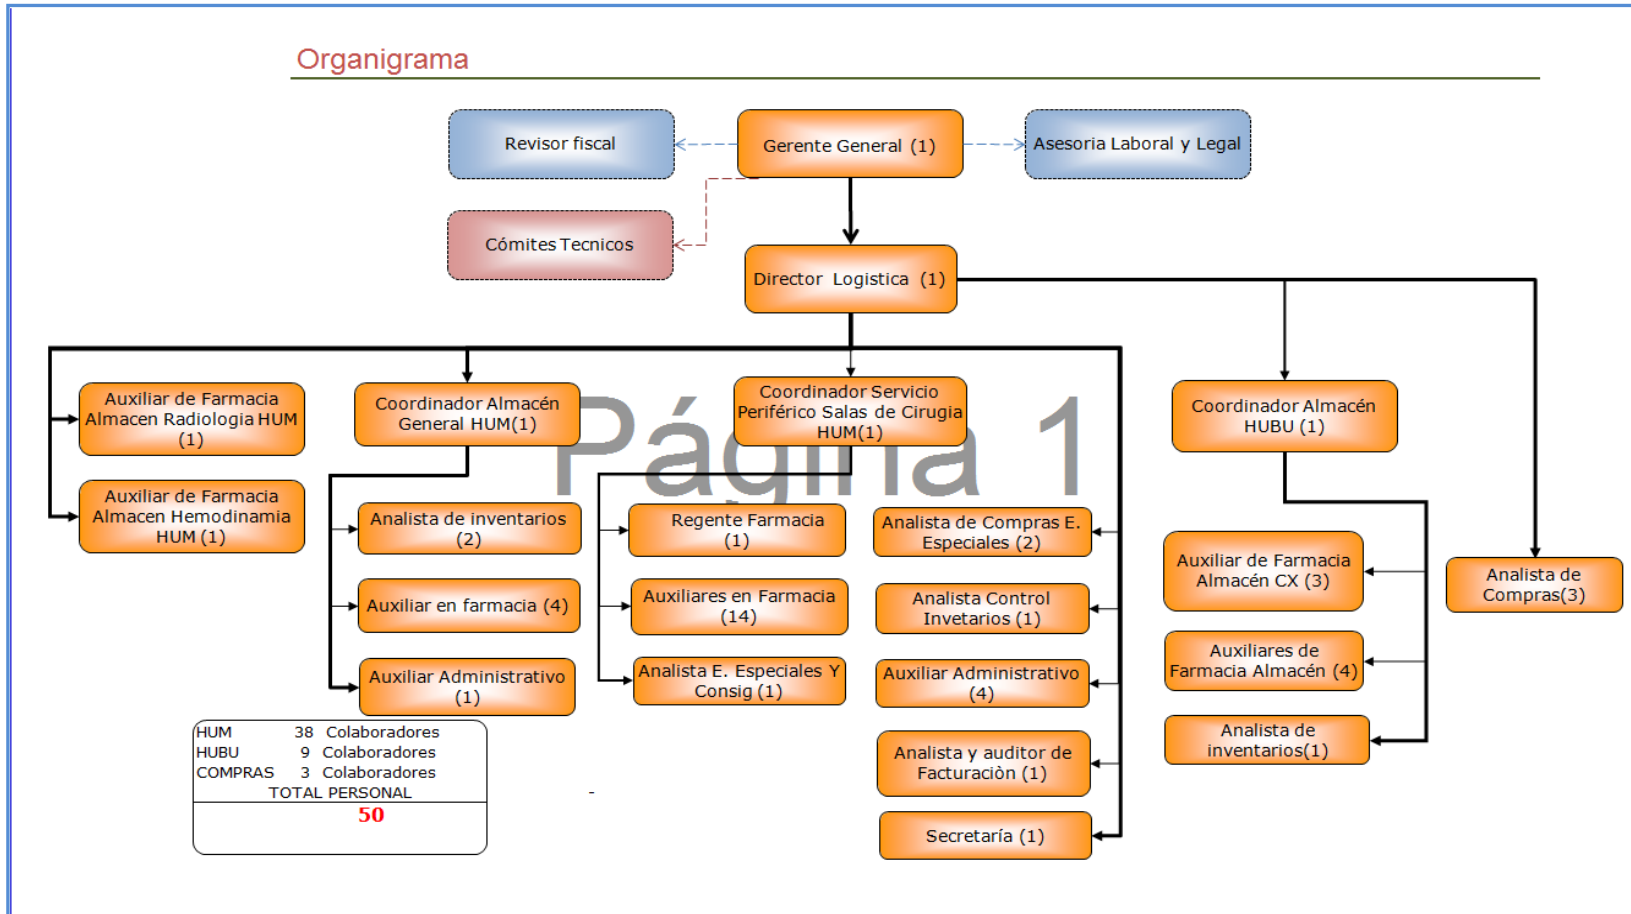 Organigrama
Revisor fiscal
Gerente General (1)
Asesoria Laboral y Legal
Cómites Tecnicos
Director Logistica (1)
Auxiliar de Farmacia
Almacen Radiologia HUM
(1)
Auxiliar de Farmacia
Almacen Hemodinamia
HUM (1)
Coordinador Almacén
General HUM(1)
Analista de inventarios
(2)
Auxiliar en farmacia (4)
Auxiliar Administrativo
(1)
Coordinador Servicio
Periférico Salas de Cirugia
HUM(1)
Regente Farmacia
(1)
Auxiliares en Farmacia
(14)
Analista E. Especiales Y
Consig (1)
Analista de Compras E.
Especiales (2)
Analista Control
Invetarios (1)
Auxiliar Administrativo
(4)
Analista y auditor de
Facturaciòn (1)
Secretaría (1)
Coordinador Almacén
HUBU (1)
Auxiliar de Farmacia
Almacén CX (3)
Auxiliares de
Farmacia Almacén (4)
Analista de
inventarios(1)
Analista de
Compras(3)
Página 1
HUM 38 Colaboradores
HUBU 9 Colaboradores
COMPRAS 3 Colaboradores
TOTAL PERSONAL
50
-